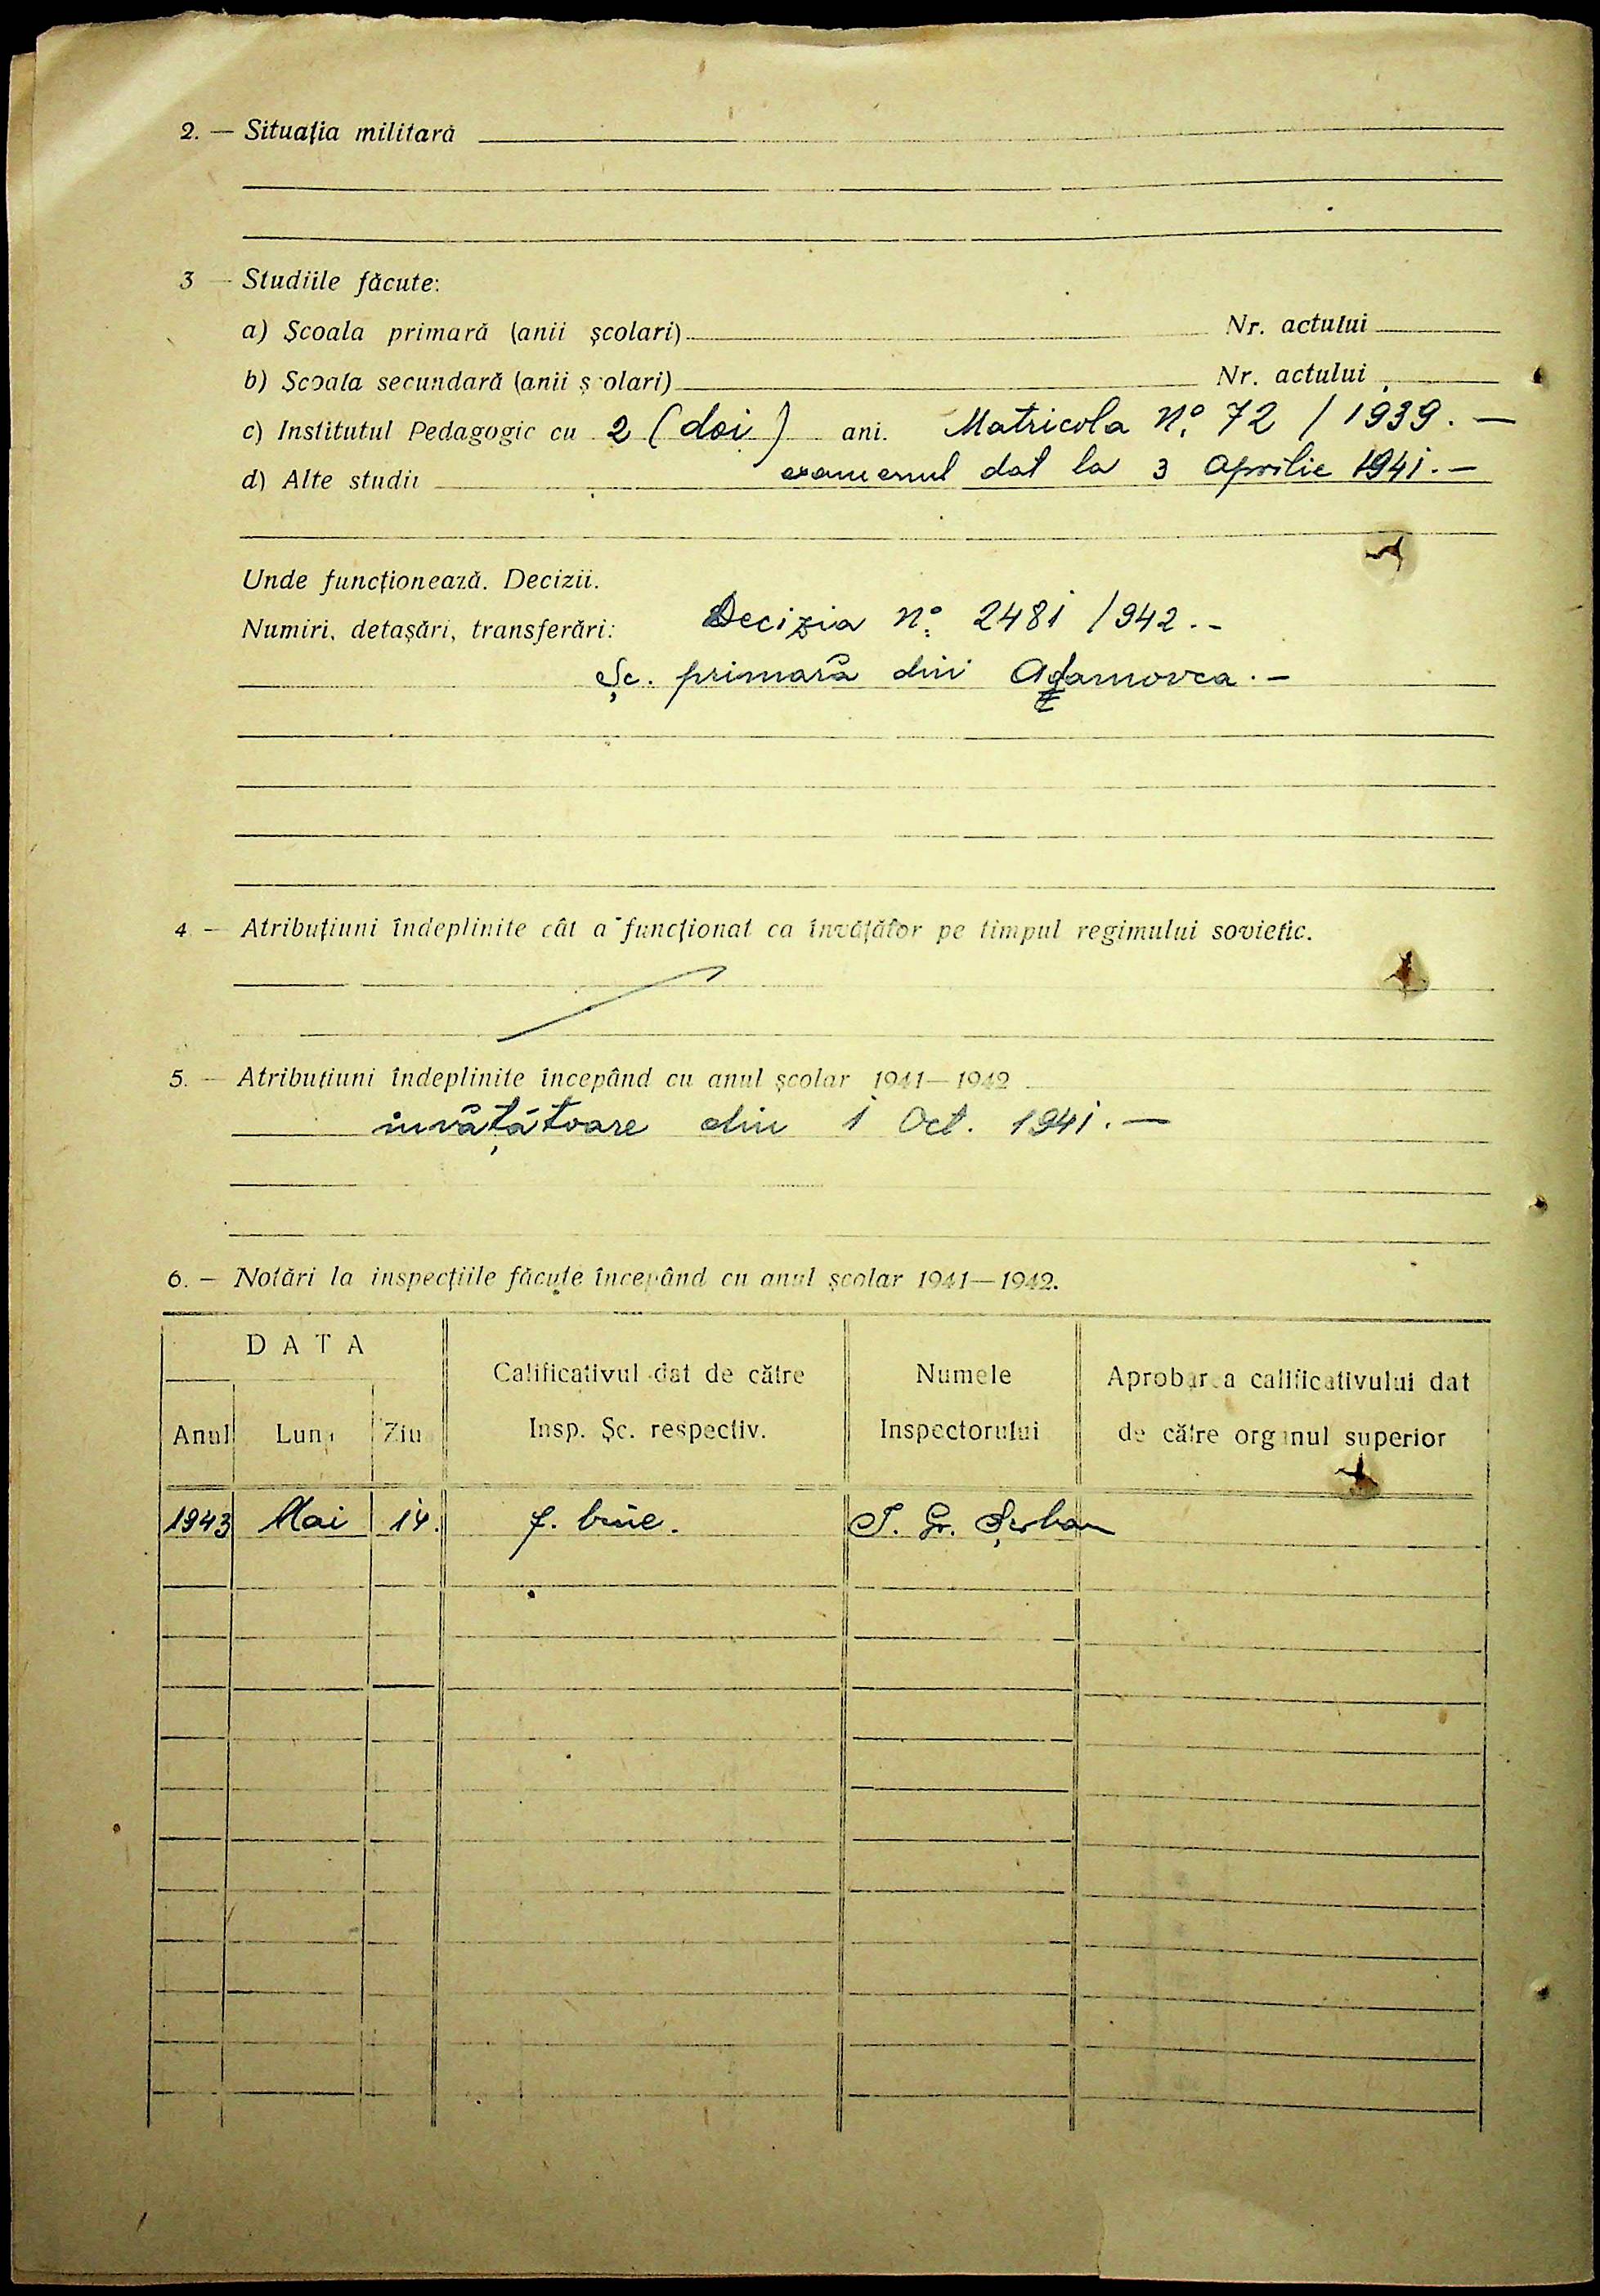 2. — Situația militară
3 — Studiile făcute:
a) Școala primară (anii școlari) Nr. actului
b) Școala secundară (anii școlari) Nr. actului
c) Institutul Pedagogic cu 2 (doi) ani. Matricola Nº 72 / 1939. —
d) Alte studii examenul dat la 3 Aprilie 1941. —
Unde funcționează. Decizii.
Numiri, detașări, transferări: Decizia Nº 2481 / 942. -
Șc. primară din Adamovca. —
4 — Atribuțiuni îndeplinite cât a funcționat ca învățător pe timpul regimului sovietic.
5. — Atribuțiuni îndeplinite începând cu anul școlar 1941—1942
învățătoare din 1 Oct. 1941. —
6. — Notări la inspecțiile făcute începând cu anul școlar 1941—1942.
DATA
Calificativul dat de către Numele Aprobarea calificativului dat
Anul Luna Ziua Insp. Șc. respectiv. Inspectorului de către organul superior
1943 Mai 14. f. bine. Gr. Șerban